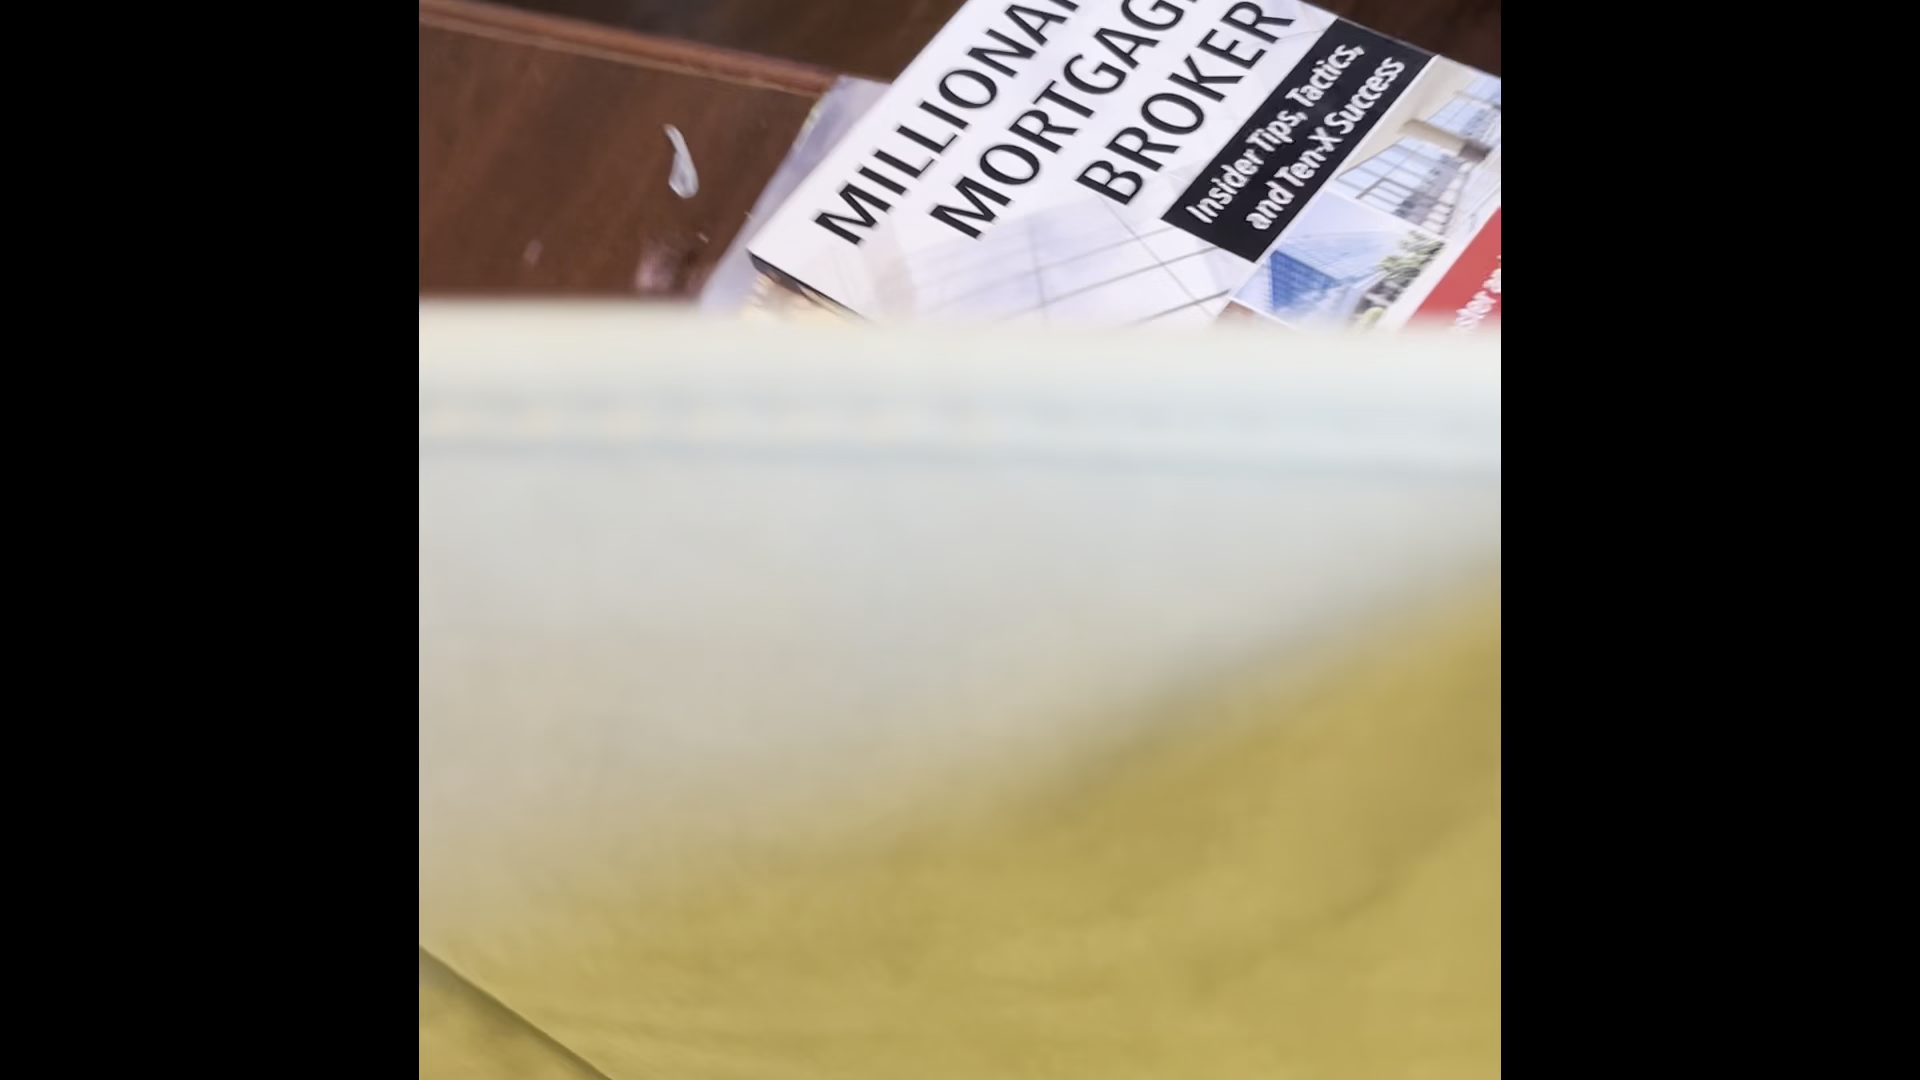 MILLIONAI
MORTGAG
BROKER
Insider Tips, Tactics,
and Ten-X Success